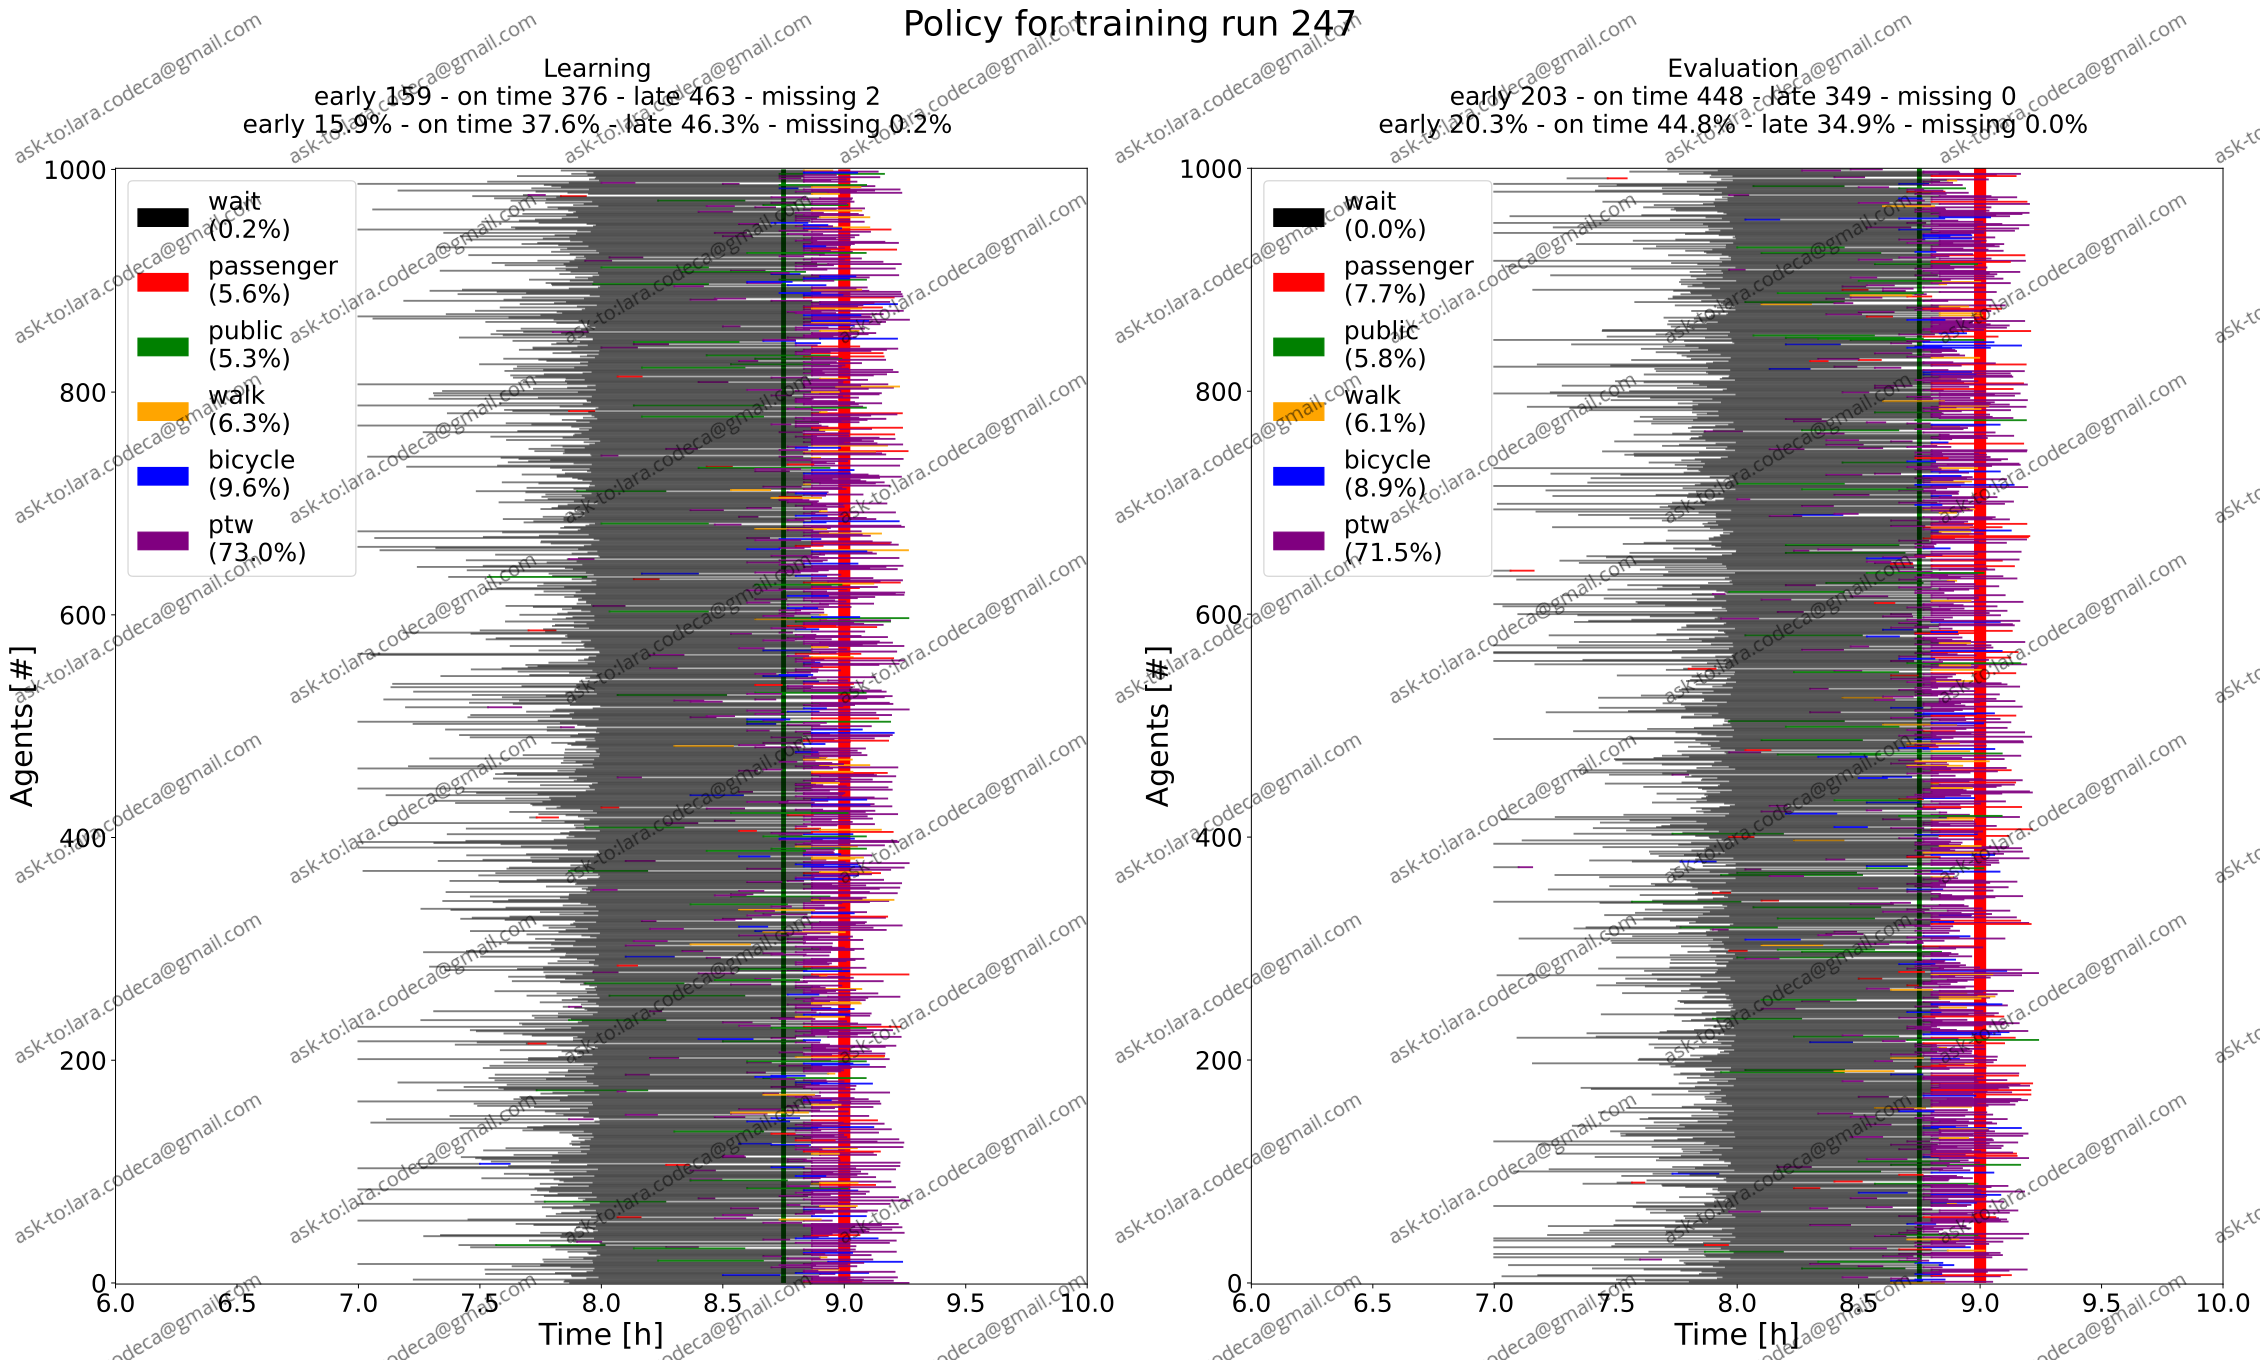 Policy for training run 247
Learning
early 159 - on time 376 - late 463 - missing 2
early 15.9% - on time 37.6% - late 46.3% - missing 0.2%
1000
800
600
400
200
0
Agents [#]
wait
(0.2%)
passenger
(5.6%)
public
(5.3%)
walk
(6.3%)
bicycle
(9.6%)
ptw
(73.0%)
6.0 6.5 7.0 7.5 8.0 8.5 9.0 9.5 10.0
Time [h]
Evaluation
early 203 - on time 448 - late 349 - missing 0
early 20.3% - on time 44.8% - late 34.9% - missing 0.0%
1000
800
600
400
200
0
Agents [#]
wait
(0.0%)
passenger
(7.7%)
public
(5.8%)
walk
(6.1%)
bicycle
(8.9%)
ptw
(71.5%)
6.0 6.5 7.0 7.5 8.0 8.5 9.0 9.5 10.0
Time [h]
ask-to:lara.codeca@gmail.com